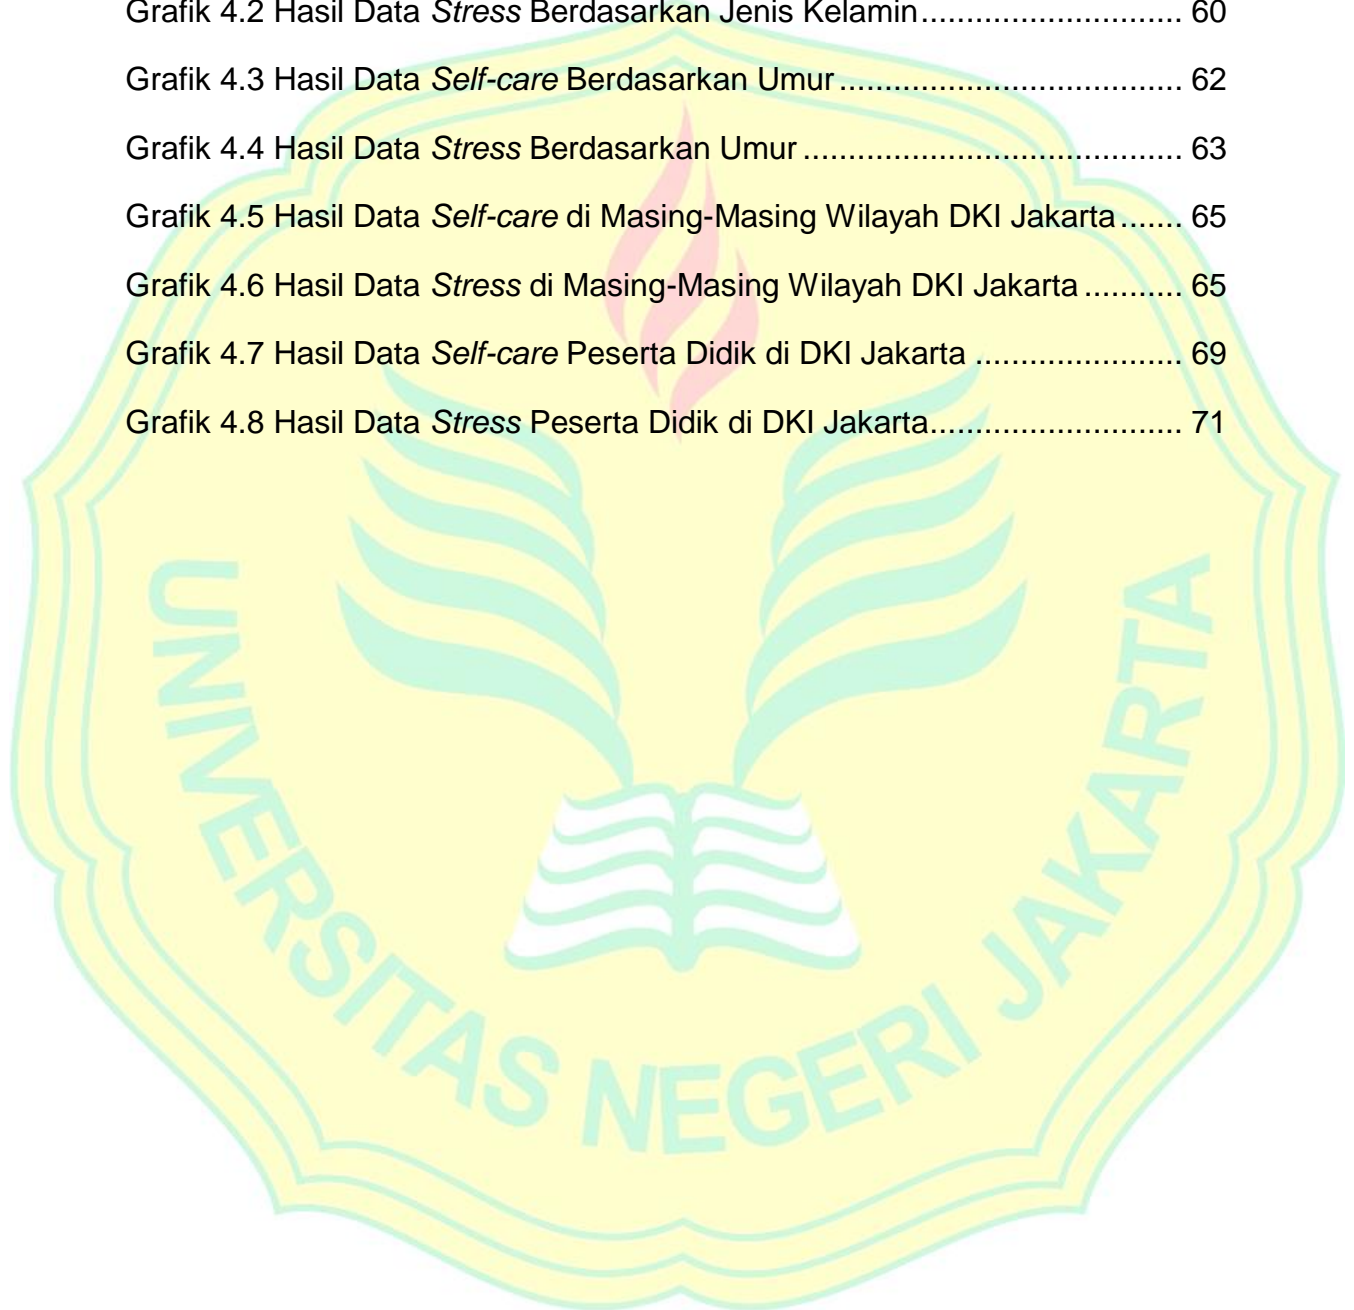 Grafik 4.2 Hasil Data Stress Berdasarkan Jenis Kelamin............................. 60
Grafik 4.3 Hasil Data Self-care Berdasarkan Umur...................................... 62
Grafik 4.4 Hasil Data Stress Berdasarkan Umur.......................................... 63
Grafik 4.5 Hasil Data Self-care di Masing-Masing Wilayah DKI Jakarta....... 65
Grafik 4.6 Hasil Data Stress di Masing-Masing Wilayah DKI Jakarta........... 65
Grafik 4.7 Hasil Data Self-care Peserta Didik di DKI Jakarta ....................... 69
Grafik 4.8 Hasil Data Stress Peserta Didik di DKI Jakarta............................ 71
UNIVERSITAS NEGERI JAKARTA